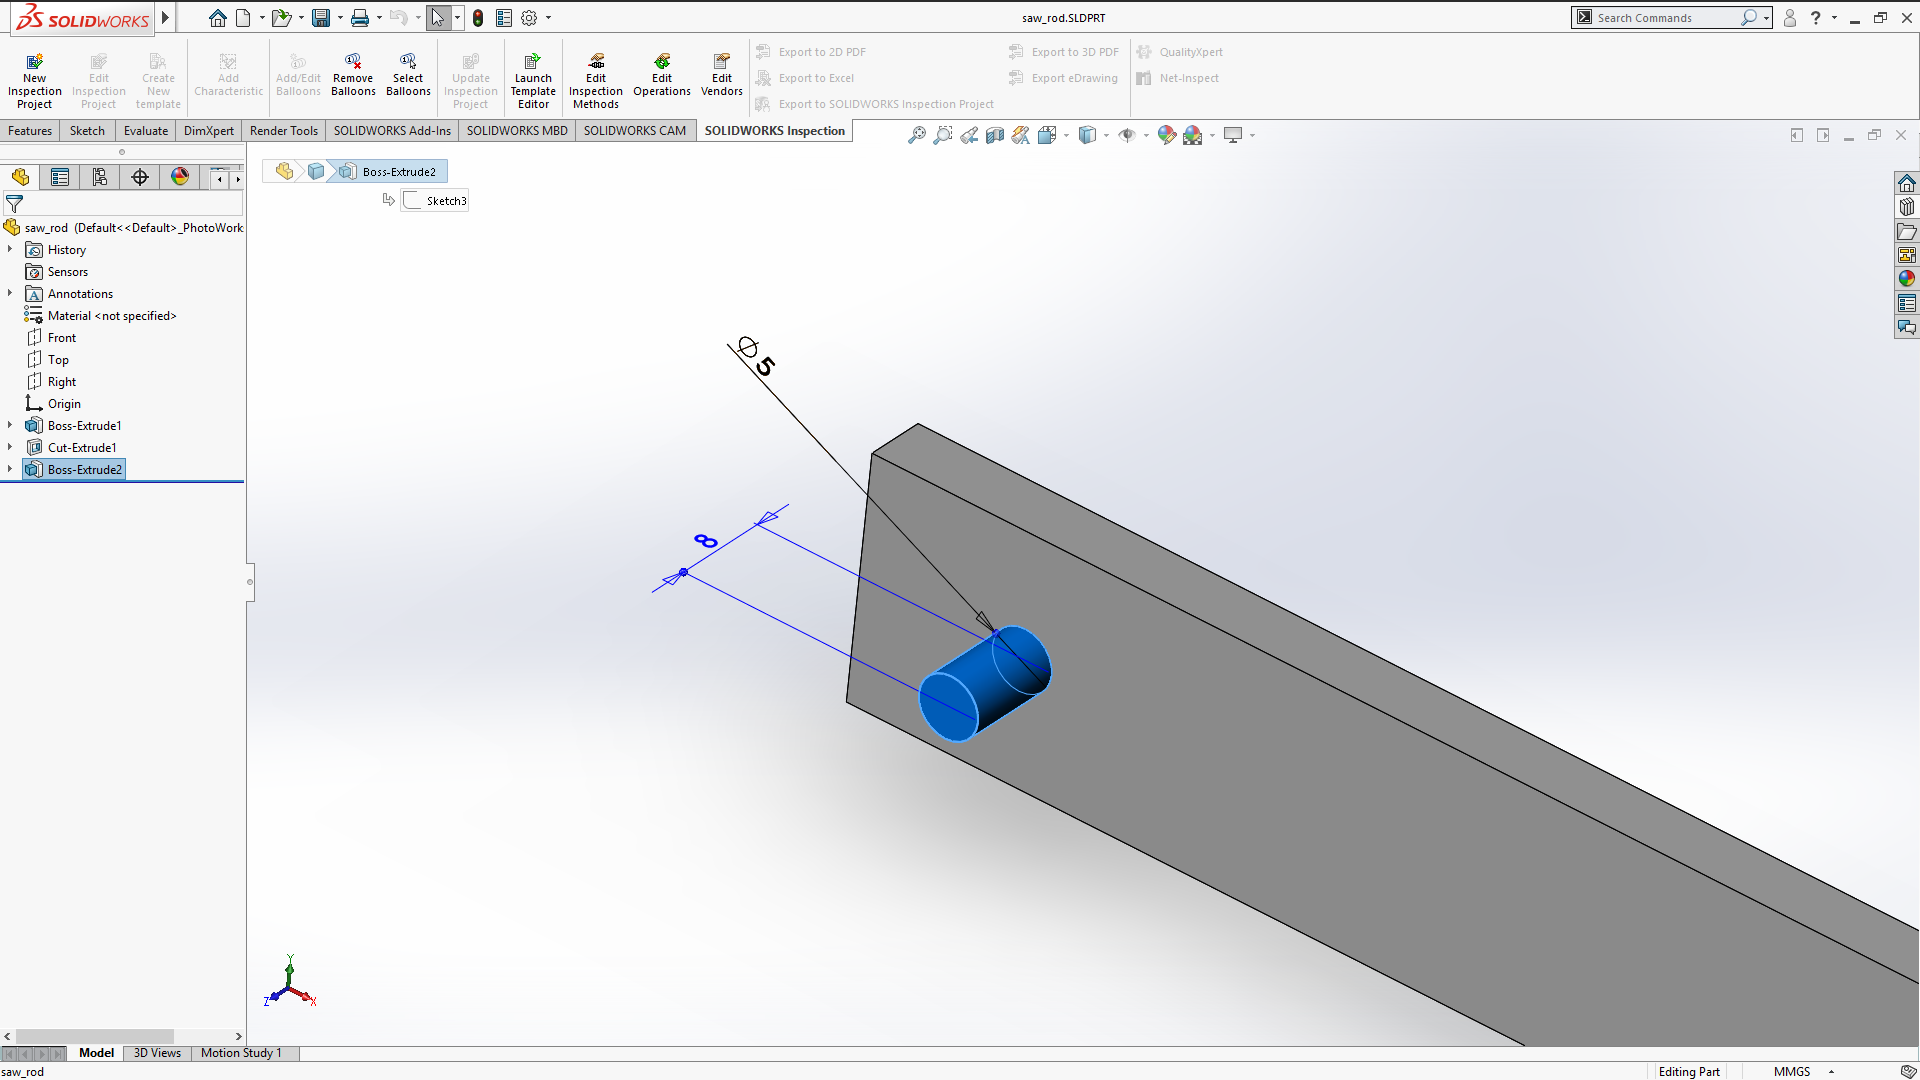 SOLIDWORKS
saw_rod.SLDPRT
Search Commands
?
New Inspection Project
Edit Inspection Project
Create New template
Add Characteristic
Add/Edit Balloons
Remove Balloons
Select Balloons
Update Inspection Project
Launch Template Editor
Edit Inspection Methods
Edit Operations
Edit Vendors
Export to 2D PDF
Export to Excel
Export to SOLIDWORKS Inspection Project
Export to 3D PDF
Export eDrawing
QualityXpert
Net-Inspect
Features
Sketch
Evaluate
DimXpert
Render Tools
SOLIDWORKS Add-Ins
SOLIDWORKS MBD
SOLIDWORKS CAM
SOLIDWORKS Inspection
Boss-Extrude2
Sketch3
saw_rod (Default<<Default>_PhotoWork
History
Sensors
Annotations
Material <not specified>
Front
Top
Right
Origin
Boss-Extrude1
Cut-Extrude1
Boss-Extrude2
∅5
8
Y
Z
X
Model
3D Views
Motion Study 1
saw_rod
Editing Part
MMGS